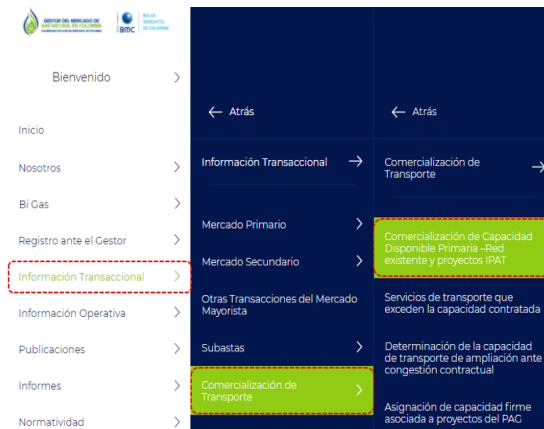 GESTOR DEL MERCADO DE
GAS NATURAL EN COLOMBIA
BMC
BOLSA
MERCANTIL
DE COLOMBIA
Bienvenido
Inicio
Nosotros
Bi Gas
Registro ante el Gestor
Información Transaccional
Información Operativa
Publicaciones
Informes
Normatividad
Atrás
Información Transaccional
Mercado Primario
Mercado Secundario
Otras Transacciones del Mercado
Mayorista
Subastas
Comercialización de
Transporte
Atrás
Comercialización de
Transporte
Comercialización de Capacidad
Disponible Primaria –Red
existente y proyectos IPAT
Servicios de transporte que
exceden la capacidad contratada
Determinación de la capacidad
de transporte de ampliación ante
congestión contractual
Asignación de capacidad firme
asociada a proyectos del PAG